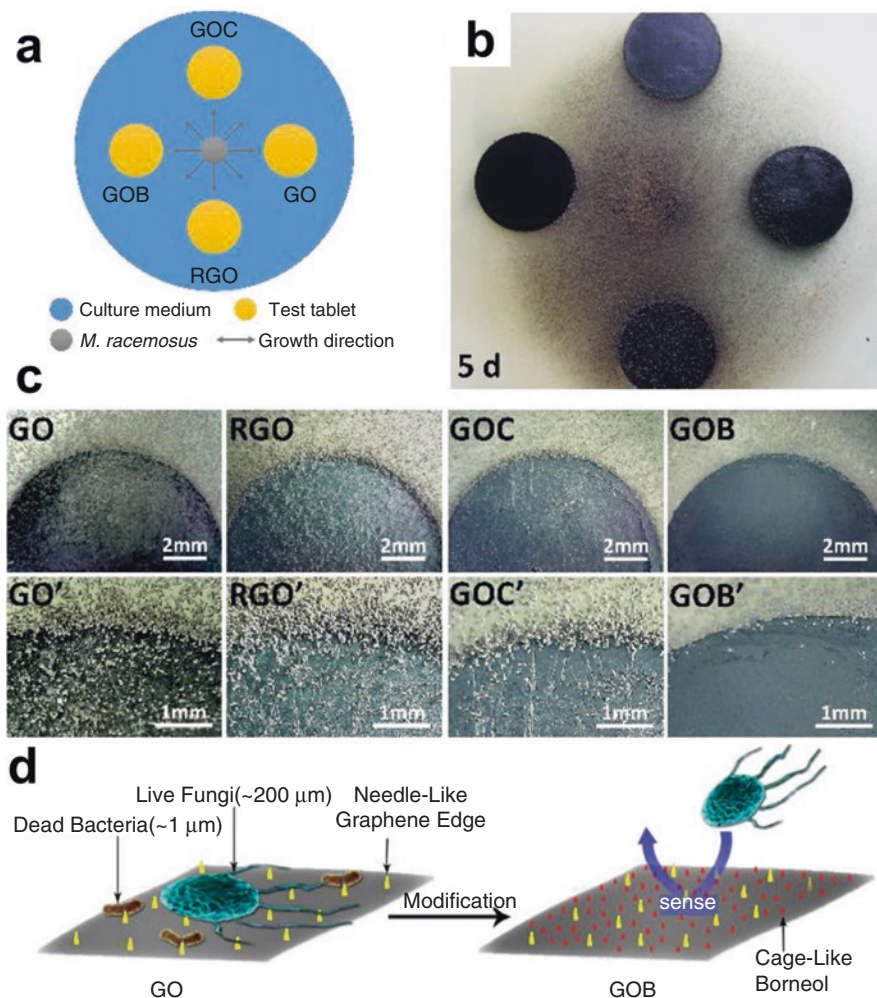 a
GOC
GOB
GO
RGO
Culture medium
Test tablet
M. racemosus
Growth direction
b
5 d
c
GO
RGO
GOC
GOB
2mm
2mm
2mm
2mm
GO'
RGO'
GOC'
GOB'
1mm
1mm
1mm
1mm
d
Live Fungi(~200 μm)
Needle-Like
Graphene Edge
Dead Bacteria(~1 μm)
Modification
sense
Cage-Like
Borneol
GO
GOB